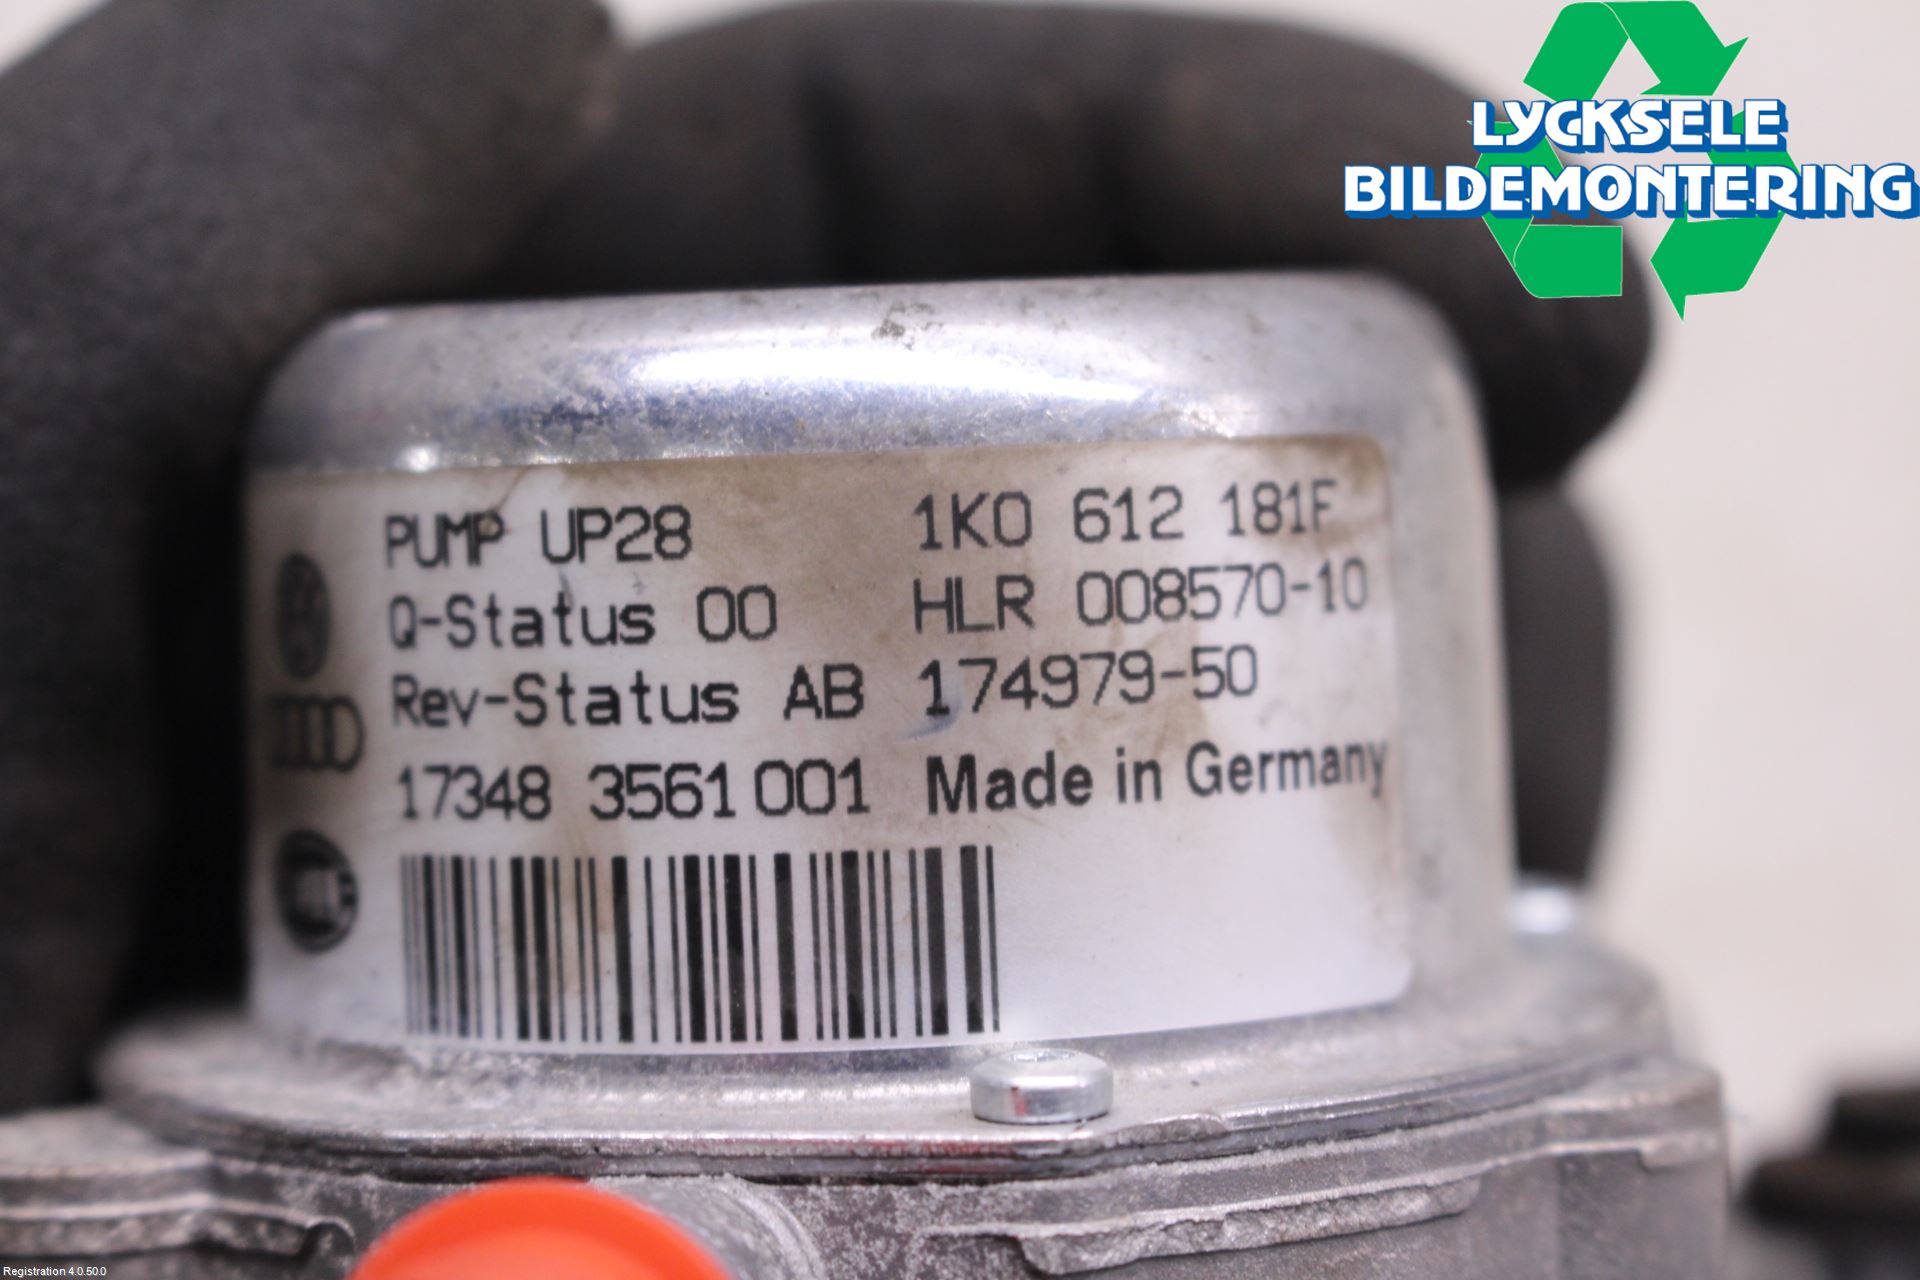 LYCKSELE
BILDEMONTERING
PUMP UP28 1K0 612 181F
Q-Status 00 HLR 008570-10
Rev-Status AB 174979-50
17348 3561001 Made in Germany
Registration 4.0.50.0